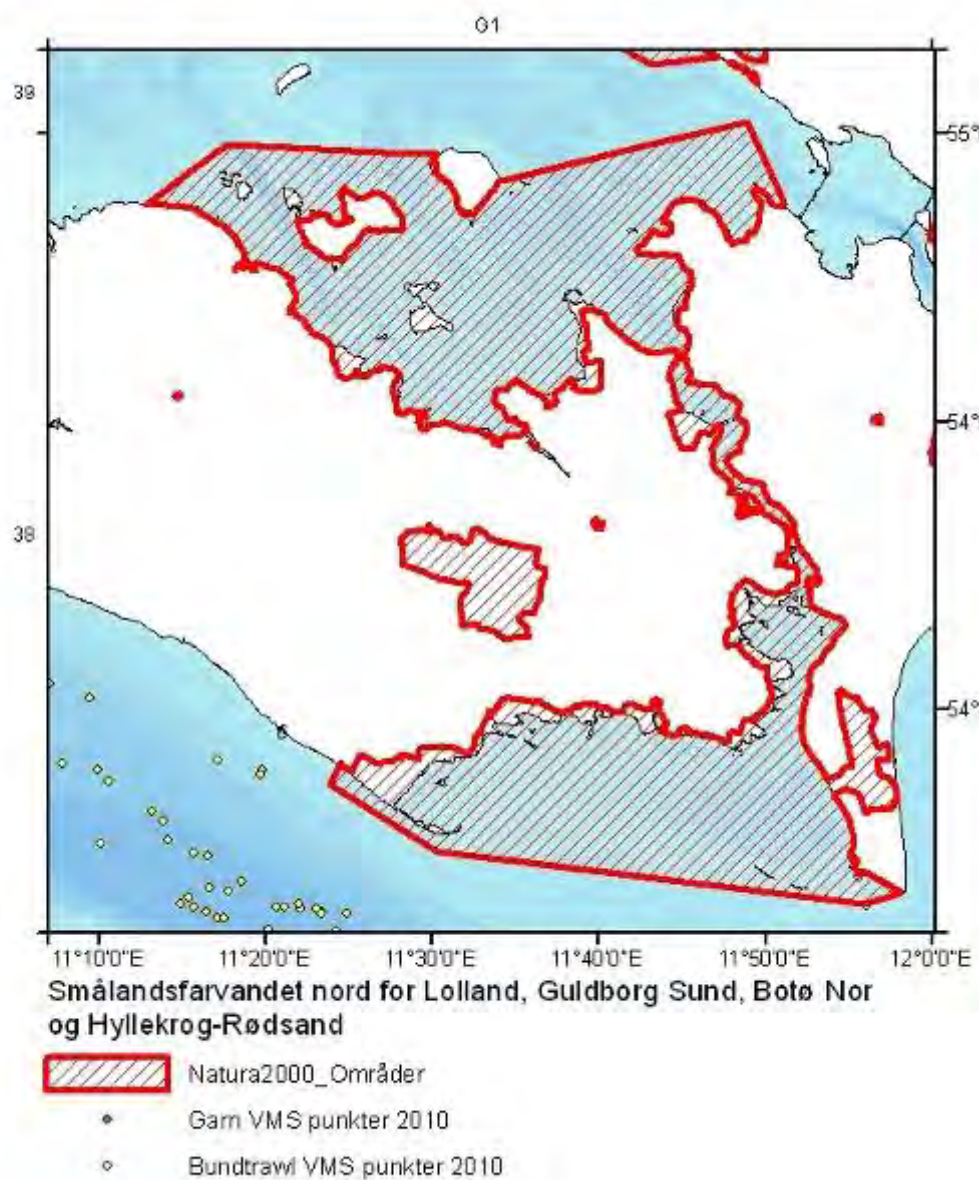 G1
39
55°
54°
38
54°
11°10'0"E 11°20'0"E 11°30'0"E 11°40'0"E 11°50'0"E 12°0'0"E
Smålandsfarvandet nord for Lolland, Guldborg Sund, Botø Nor
og Hyllekrog-Rødsand
Natura2000_Områder
Garn VMS punkter 2010
Bundtrawl VMS punkter 2010